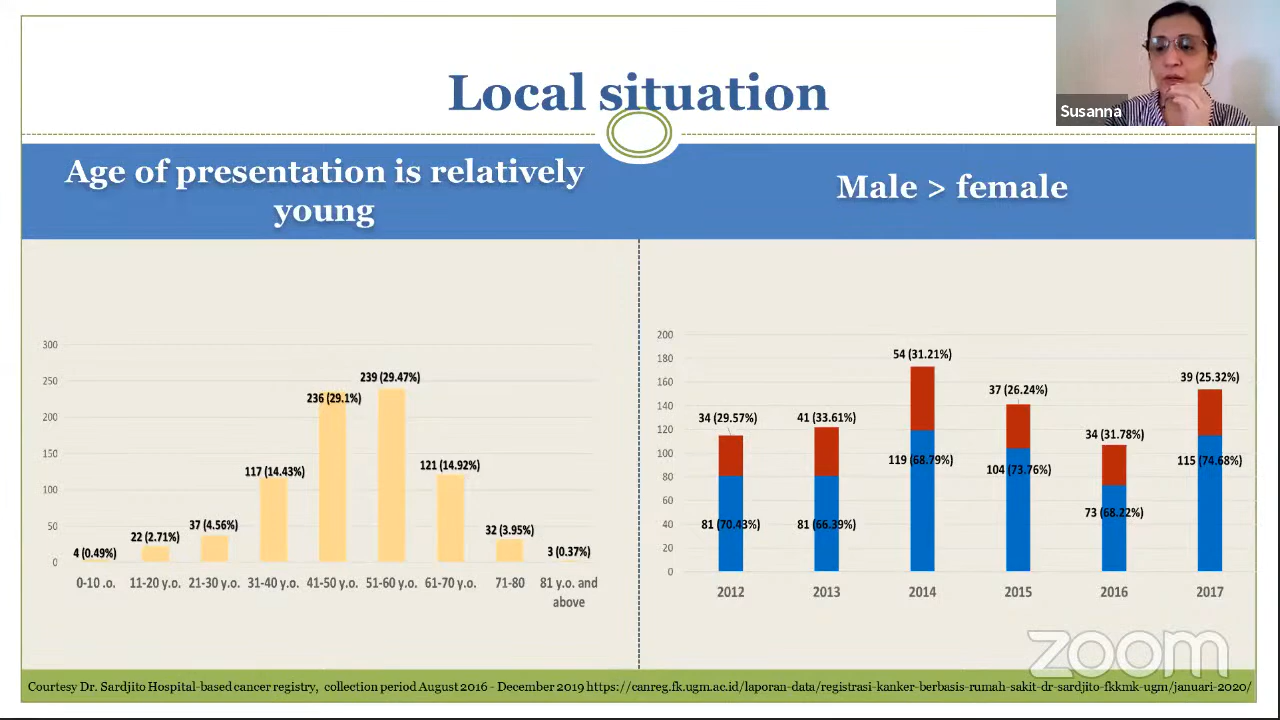 Local situation
Susanna
Age of presentation is relatively
young
Male > female
300
250
200
150
100
50
0
4 (0.49%)
22 (2.71%)
37 (4.56%)
117 (14.43%)
236 (29.1%)
239 (29.47%)
121 (14.92%)
32 (3.95%)
3 (0.37%)
0-10 .o.
11-20 y.o.
21-30 y.o.
31-40 y.o.
41-50 y.o.
51-60 y.o.
61-70 y.o.
71-80
81 y.o. and
above
200
180
160
140
120
100
80
60
40
20
0
34 (29.57%)
81 (70.43%)
41 (33.61%)
81 (66.39%)
54 (31.21%)
119 (68.79%)
37 (26.24%)
104 (73.76%)
34 (31.78%)
73 (68.22%)
39 (25.32%)
115 (74.68%)
2012
2013
2014
2015
2016
2017
zoom
Courtesy Dr. Sardjito Hospital-based cancer registry, collection period August 2016 - December 2019 https://canreg.fk.ugm.ac.id/laporan-data/registrasi-kanker-berbasis-rumah-sakit-dr-sardjito-fkkmk-ugm/januari-2020/